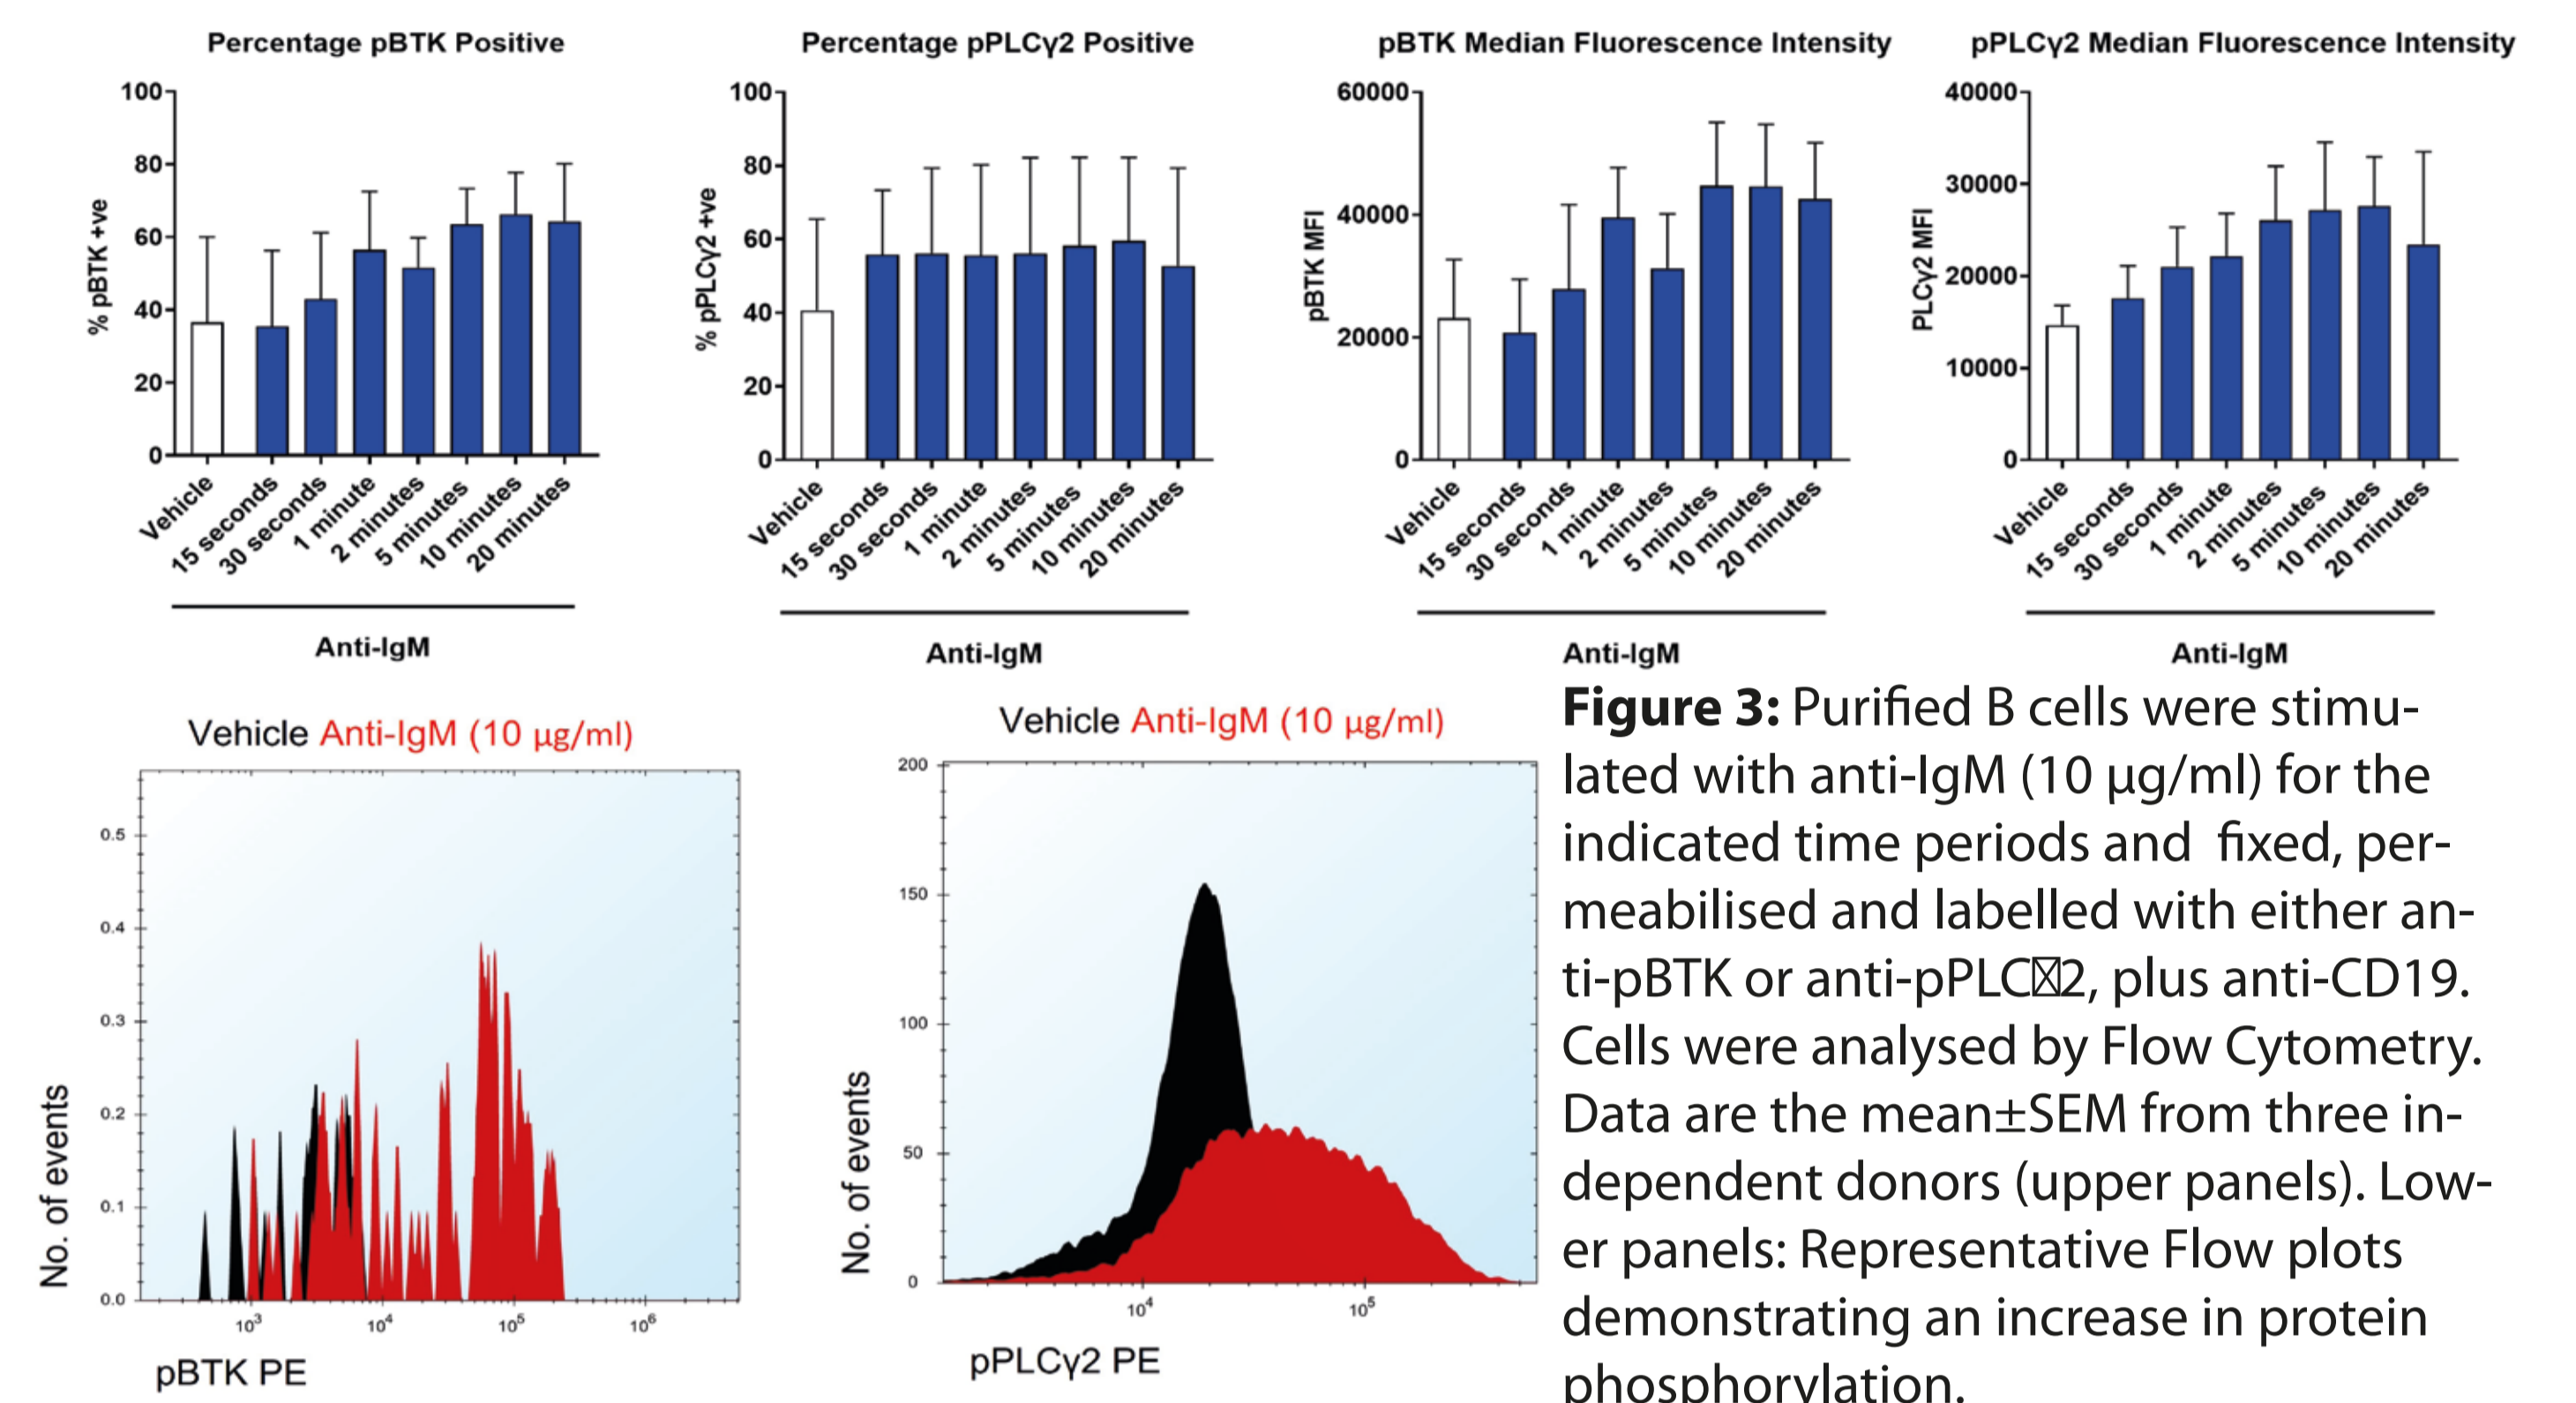 Percentage pBTK Positive
100
80
60
40
20
0
% pBTK +ve
Vehicle
15 seconds
30 seconds
1 minute
2 minutes
5 minutes
10 minutes
20 minutes
Anti-IgM
Percentage pPLCγ2 Positive
100
80
60
40
20
0
% pPLCγ2 +ve
Vehicle
15 seconds
30 seconds
1 minute
2 minutes
5 minutes
10 minutes
20 minutes
Anti-IgM
pBTK Median Fluorescence Intensity
60000
40000
20000
0
pBTK MFI
Vehicle
15 seconds
30 seconds
1 minute
2 minutes
5 minutes
10 minutes
20 minutes
Anti-IgM
pPLCγ2 Median Fluorescence Intensity
40000
30000
20000
10000
0
PLCγ2 MFI
Vehicle
15 seconds
30 seconds
1 minute
2 minutes
5 minutes
10 minutes
20 minutes
Anti-IgM
Vehicle Anti-IgM (10 µg/ml)
0.5
0.4
0.3
0.2
0.1
0.0
No. of events
10³
10⁴
10⁵
10⁶
pBTK PE
Vehicle Anti-IgM (10 µg/ml)
200
150
100
50
0
No. of events
10⁴
10⁵
pPLCγ2 PE
Figure 3: Purified B cells were stimu-
lated with anti-IgM (10 µg/ml) for the
indicated time periods and fixed, per-
meabilised and labelled with either an-
ti-pBTK or anti-pPLC☒2, plus anti-CD19.
Cells were analysed by Flow Cytometry.
Data are the mean±SEM from three in-
dependent donors (upper panels). Low-
er panels: Representative Flow plots
demonstrating an increase in protein
phosphorylation.